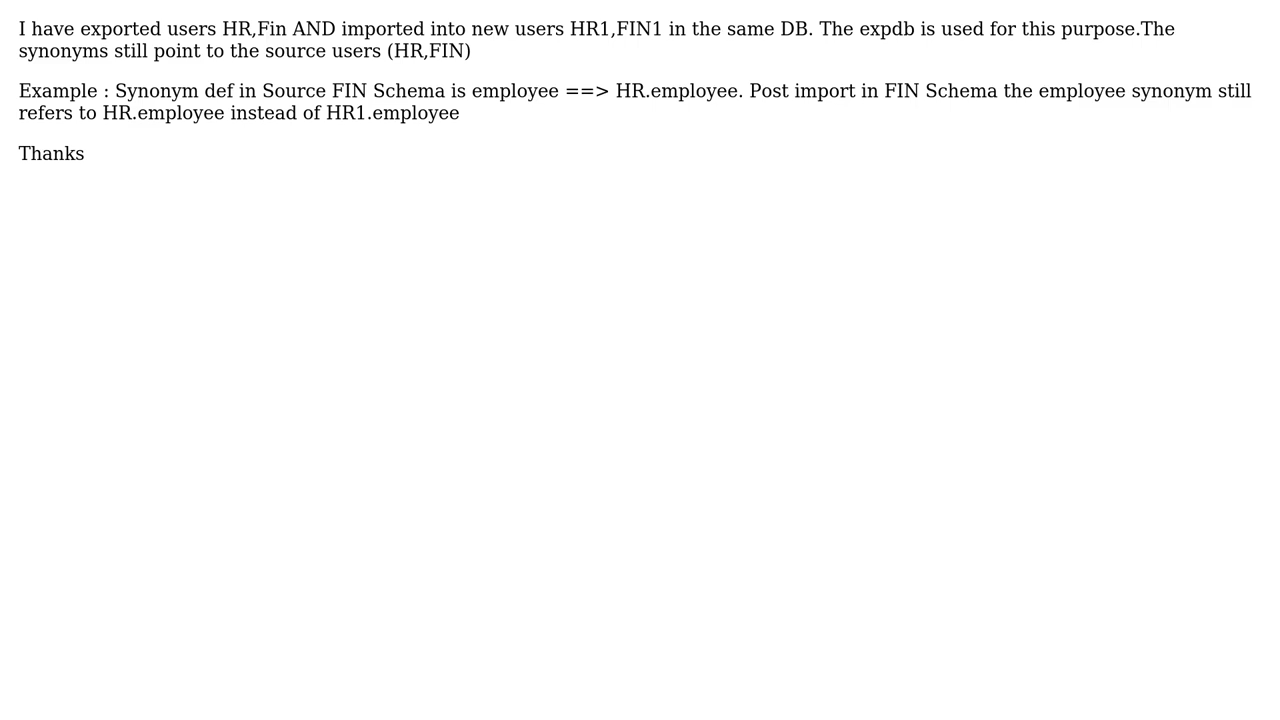 I have exported users HR,Fin AND imported into new users HR1,FIN1 in the same DB. The expdb is used for this purpose.The
synonyms still point to the source users (HR,FIN)
Example : Synonym def in Source FIN Schema is employee ==> HR.employee. Post import in FIN Schema the employee synonym still
refers to HR.employee instead of HR1.employee
Thanks